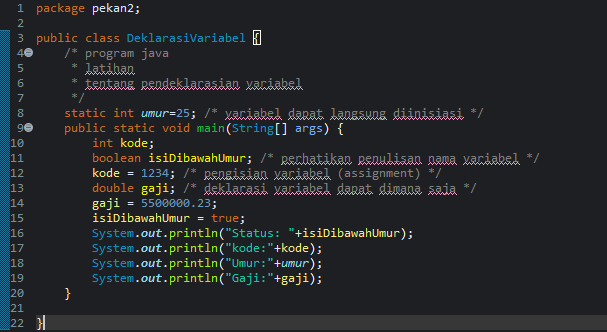 1 package pekan2;
2
3 public class DeklarasiVariabel {
4 /* program java
5 * latihan
6 * tentang pendeklarasian variabel
7 */
8 static int umur=25; /* variabel dapat langsung diinisiasi */
9 public static void main(String[] args) {
10 int kode;
11 boolean isiDibawahUmur; /* perhatikan penulisan nama variabel */
12 kode = 1234; /* pengisian variabel (assignment) */
13 double gaji; /* deklarasi variabel dapat dimana saja */
14 gaji = 5500000.23;
15 isiDibawahUmur = true;
16 System.out.println("Status: "+isiDibawahUmur);
17 System.out.println("kode:"+kode);
18 System.out.println("Umur:"+umur);
19 System.out.println("Gaji:"+gaji);
20 }
21
22 }